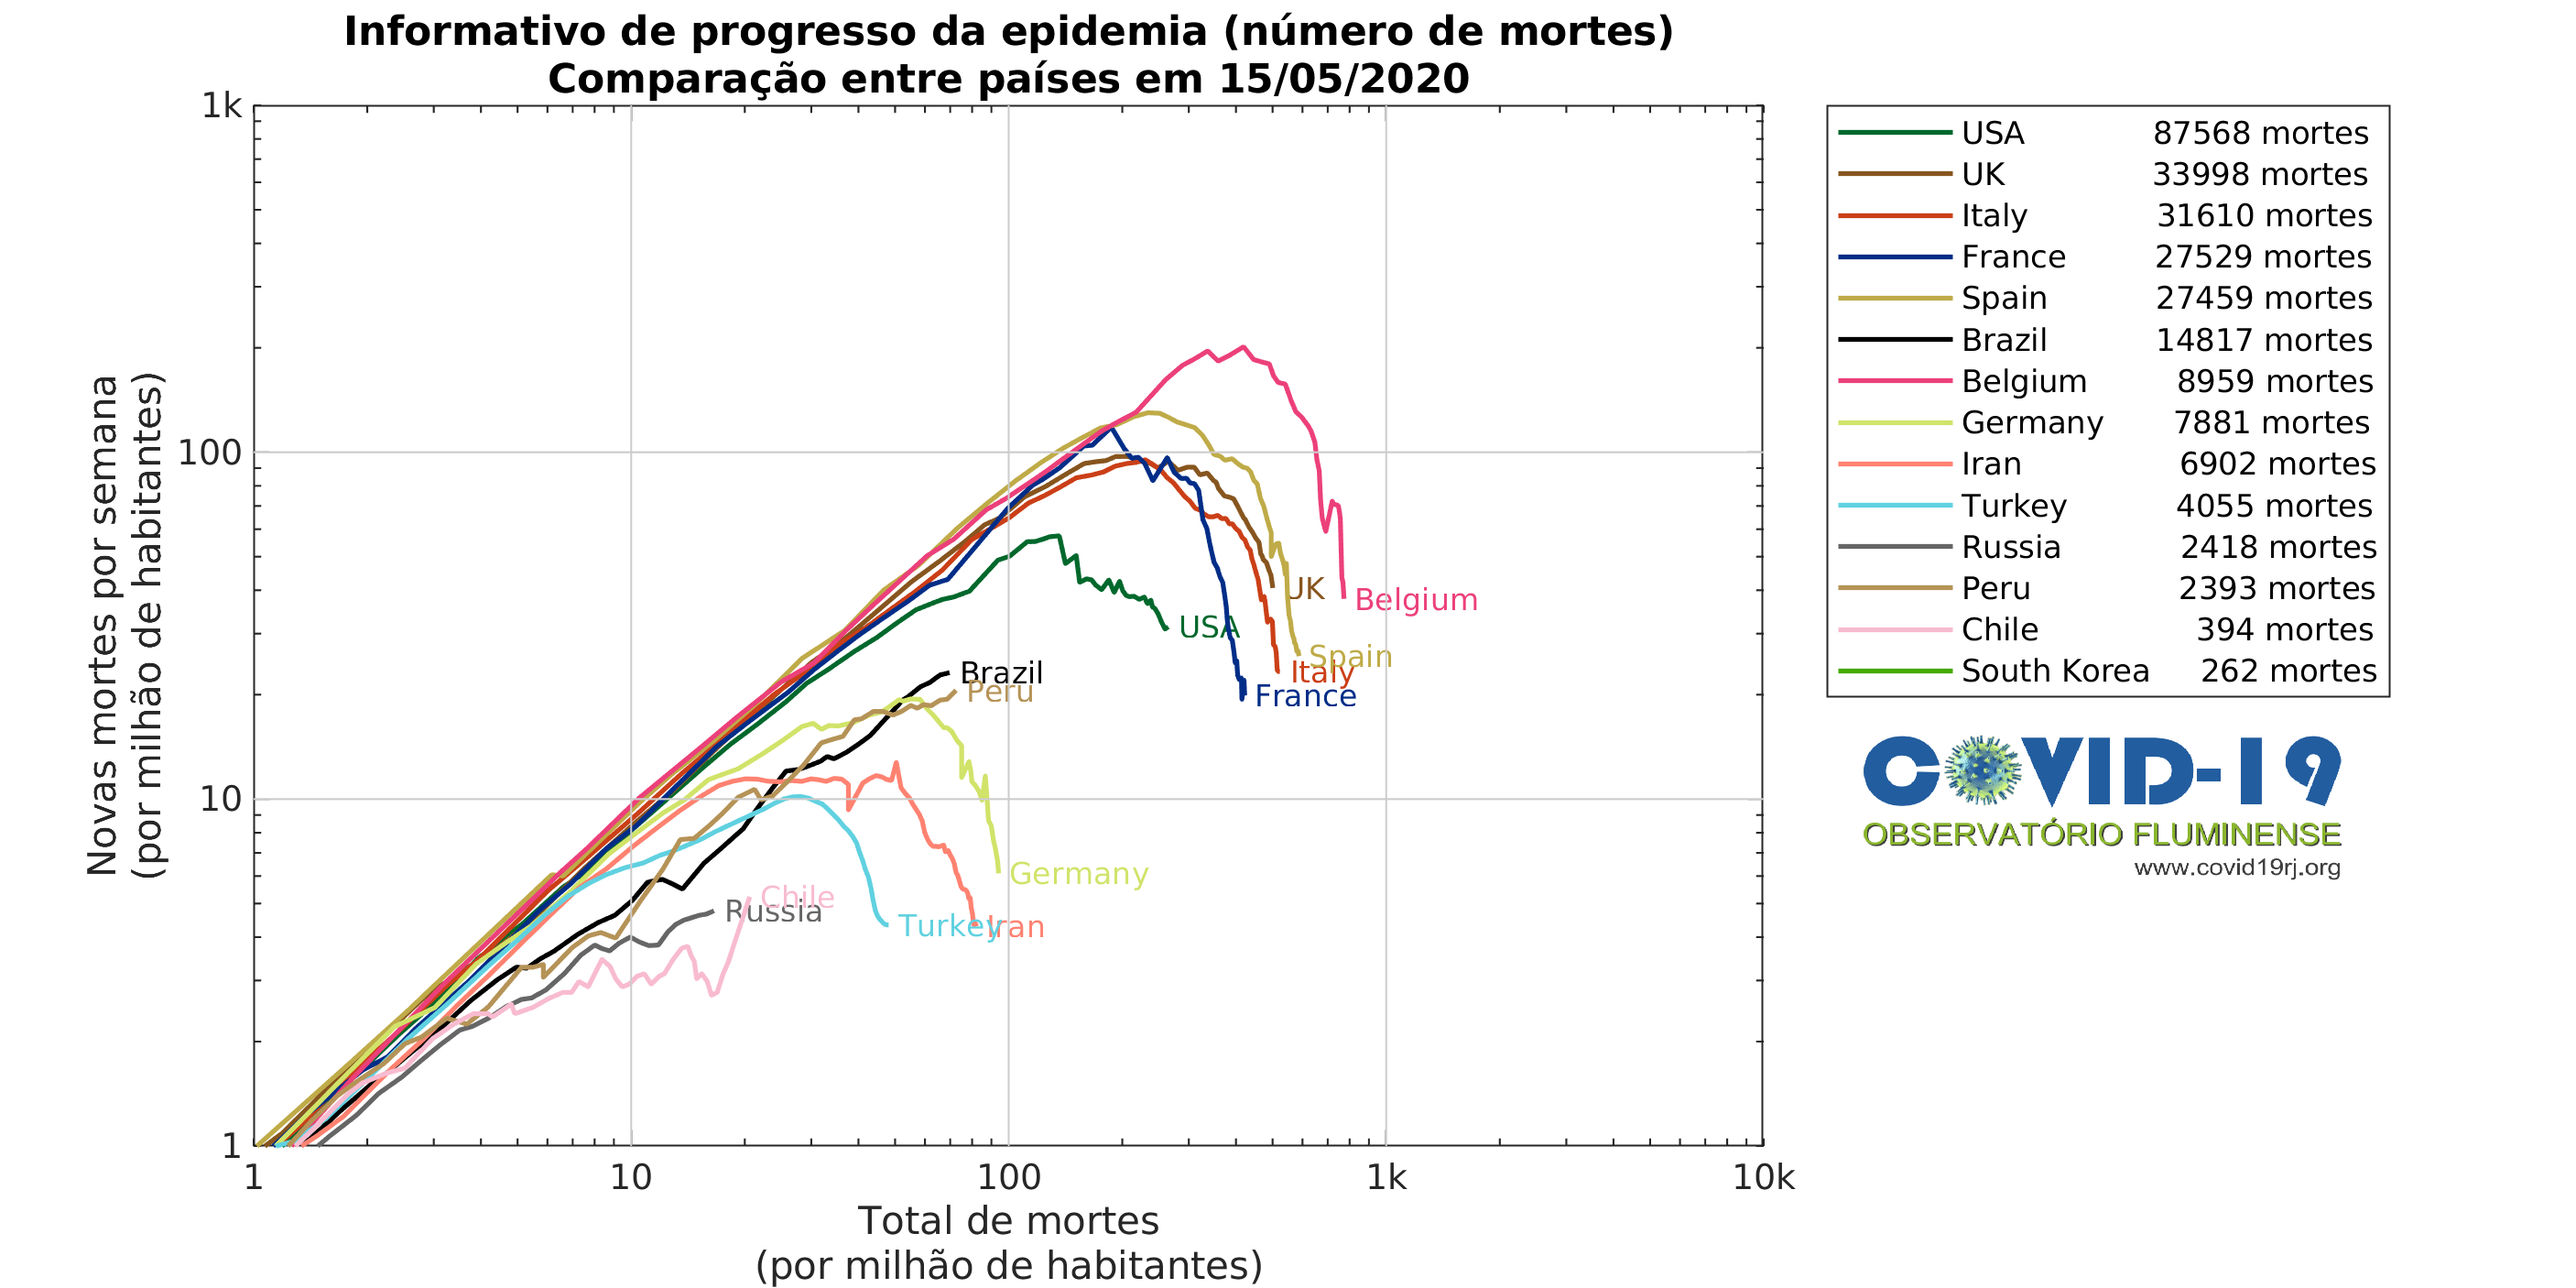 Informativo de progresso da epidemia (número de mortes)
Comparação entre países em 15/05/2020
1k
100
10
1
Novas mortes por semana
(por milhão de habitantes)
Belgium
UK
USA
Spain
Italy
France
Brazil
Peru
Germany
Chile
Russia
Turkey
Iran
1
10
100
1k
10k
Total de mortes
(por milhão de habitantes)
USA 87568 mortes
UK 33998 mortes
Italy 31610 mortes
France 27529 mortes
Spain 27459 mortes
Brazil 14817 mortes
Belgium 8959 mortes
Germany 7881 mortes
Iran 6902 mortes
Turkey 4055 mortes
Russia 2418 mortes
Peru 2393 mortes
Chile 394 mortes
South Korea 262 mortes
COVID-19
OBSERVATÓRIO FLUMINENSE
www.covid19rj.org